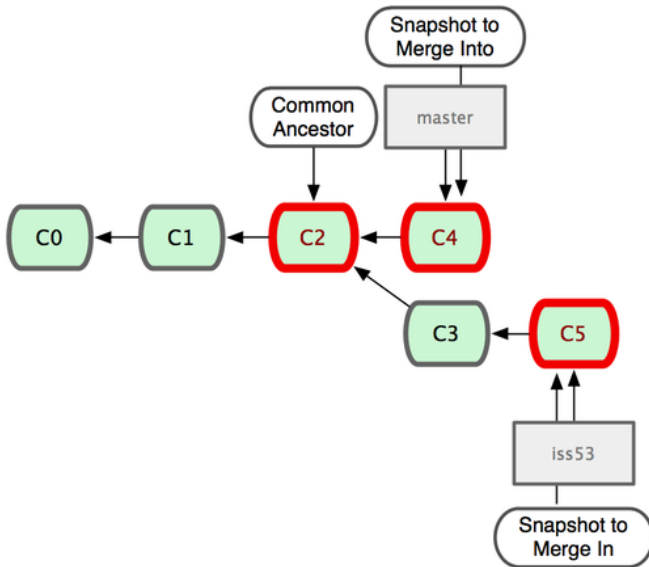 Snapshot to
Merge Into
Common
Ancestor
master
C0
C1
C2
C4
C3
C5
iss53
Snapshot to
Merge In